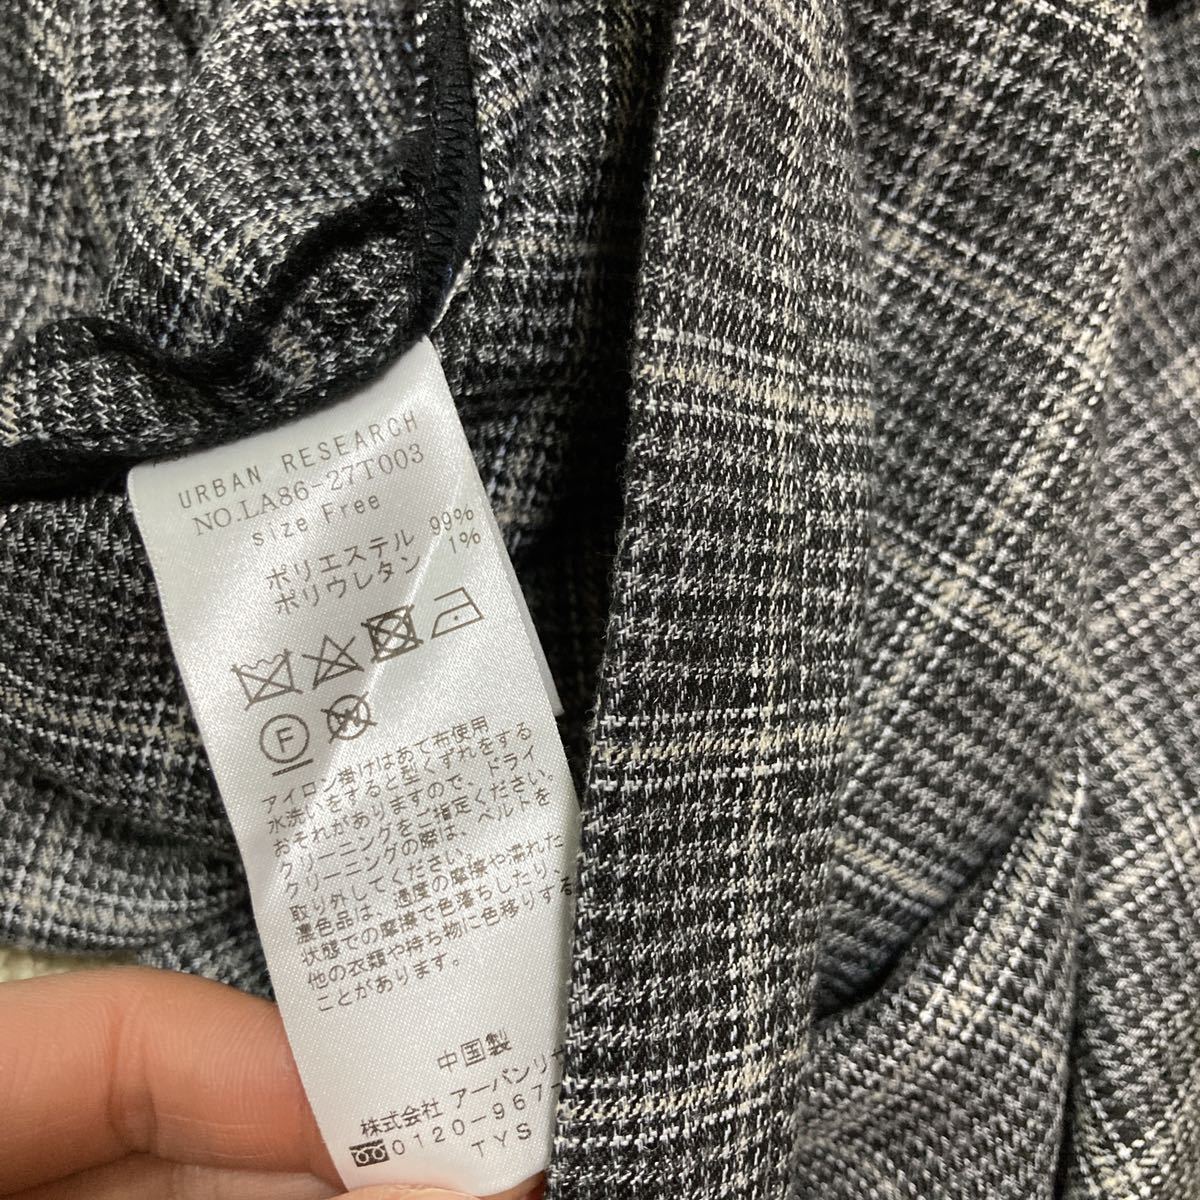 URBAN RESEARCH
NO.LA86-27T003
size Free
ポリエステル 99%
ポリウレタン 1%
F
アイロン掛けはあて布使用
水洗いをすると型くずれをする
おそれがありますので、ドライ
クリーニングをご指定ください。
クリーニングの際は、ベルトを
取り外してください。
濃色品は、過度の摩擦や濡れた
状態での摩擦で色落ちしたり、
他の衣類や持ち物に色移りする
ことがあります。
中国製
株式会社 アーバンリ
0120-967
TYS